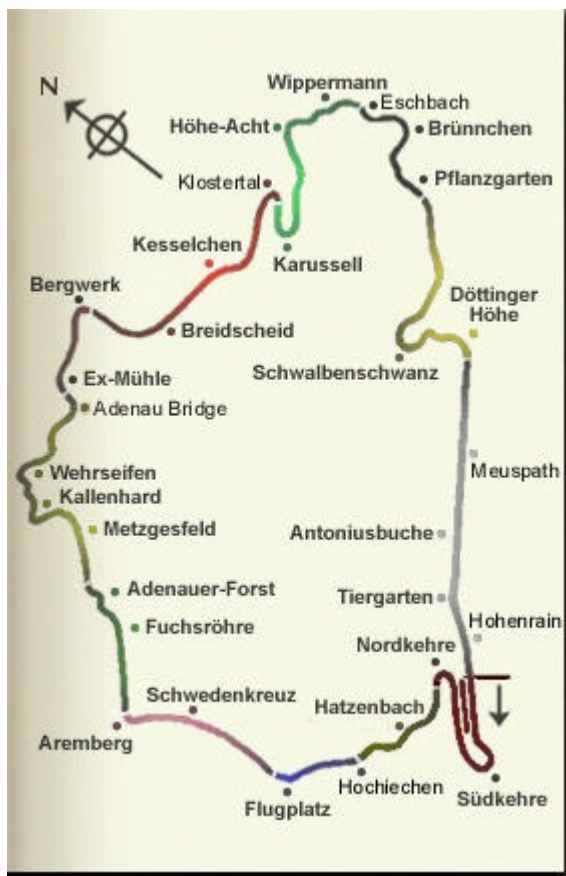 Wippermann
N
Eschbach
Höhe-Acht
Brünnchen
Klostertal
Pflanzgarten
Kesselchen
Karussell
Bergwerk
Döttinger
Höhe
Breidscheid
Schwalbenschwanz
Ex-Mühle
Adenau Bridge
Wehrseifen
Meuspath
Kallenhard
Metzgesfeld
Antoniusbuche
Adenauer-Forst
Tiergarten
Fuchsröhre
Hohenrain
Nordkehre
Schwedenkreuz
Hatzenbach
Aremberg
Hochiechen
Südkehre
Flugplatz